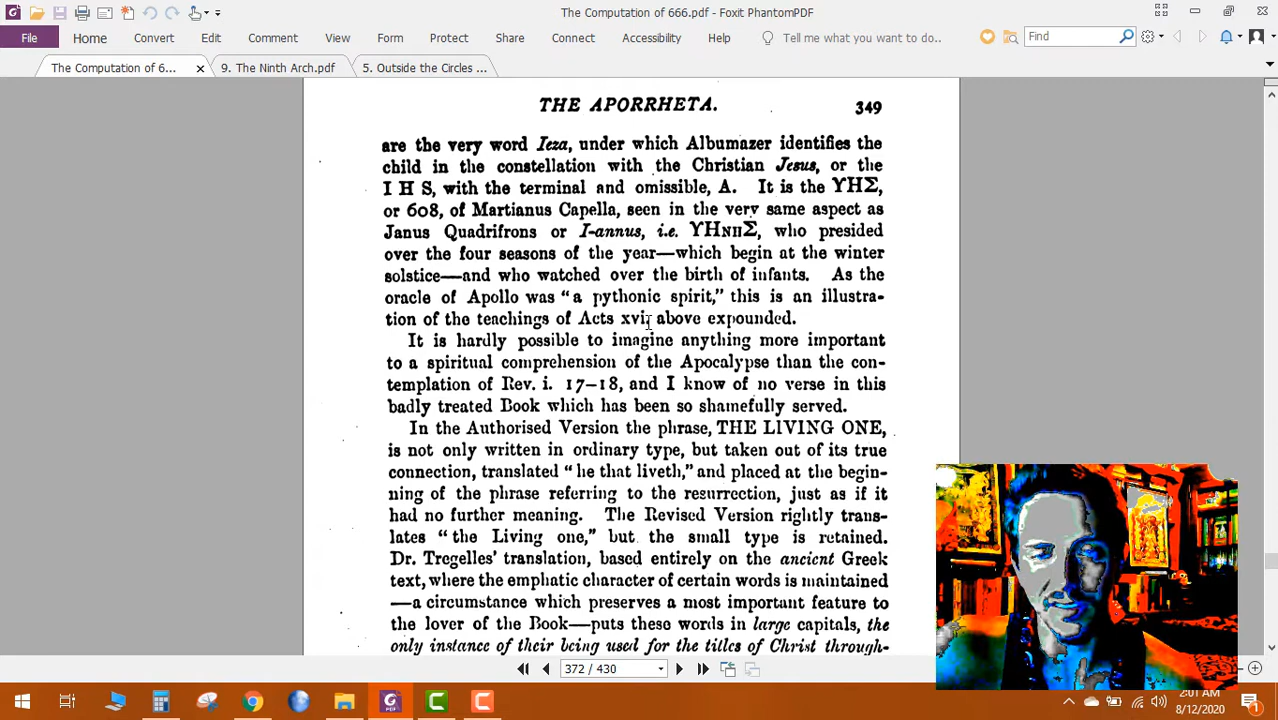 The Computation of 666.pdf - Foxit PhantomPDF
File Home Convert Edit Comment View Form Protect Share Connect Accessibility Help Tell me what you want to do.. Find
The Computation of 6... × 9. The Ninth Arch.pdf 5. Outside the Circles ...
THE APORRHETA. 349
are the very word Ieza, under which Albumazer identifies the
child in the constellation with the Christian Jesus, or the
I H S, with the terminal and omissible, A. It is the ΥΗΣ,
or 608, of Martianus Capella, seen in the very same aspect as
Janus Quadrifrons or I-annus, i.e. ΥΗΝΠΣ, who presided
over the four seasons of the year—which begin at the winter
solstice—and who watched over the birth of infants. As the
oracle of Apollo was “a pythonic spirit,” this is an illustra-
tion of the teachings of Acts xvi. above expounded.
It is hardly possible to imagine anything more important
to a spiritual comprehension of the Apocalypse than the con-
templation of Rev. i. 17–18, and I know of no verse in this
badly treated Book which has been so shamefully served.
In the Authorised Version the phrase, THE LIVING ONE,
is not only written in ordinary type, but taken out of its true
connection, translated “he that liveth,” and placed at the begin-
ning of the phrase referring to the resurrection, just as if it
had no further meaning. The Revised Version rightly trans-
lates “the Living one,” but the small type is retained.
Dr. Tregelles’ translation, based entirely on the ancient Greek
text, where the emphatic character of certain words is maintained
—a circumstance which preserves a most important feature to
the lover of the Book—puts these words in large capitals, the
only instance of their being used for the titles of Christ through-
372 / 430
2:01 AM
8/12/2020